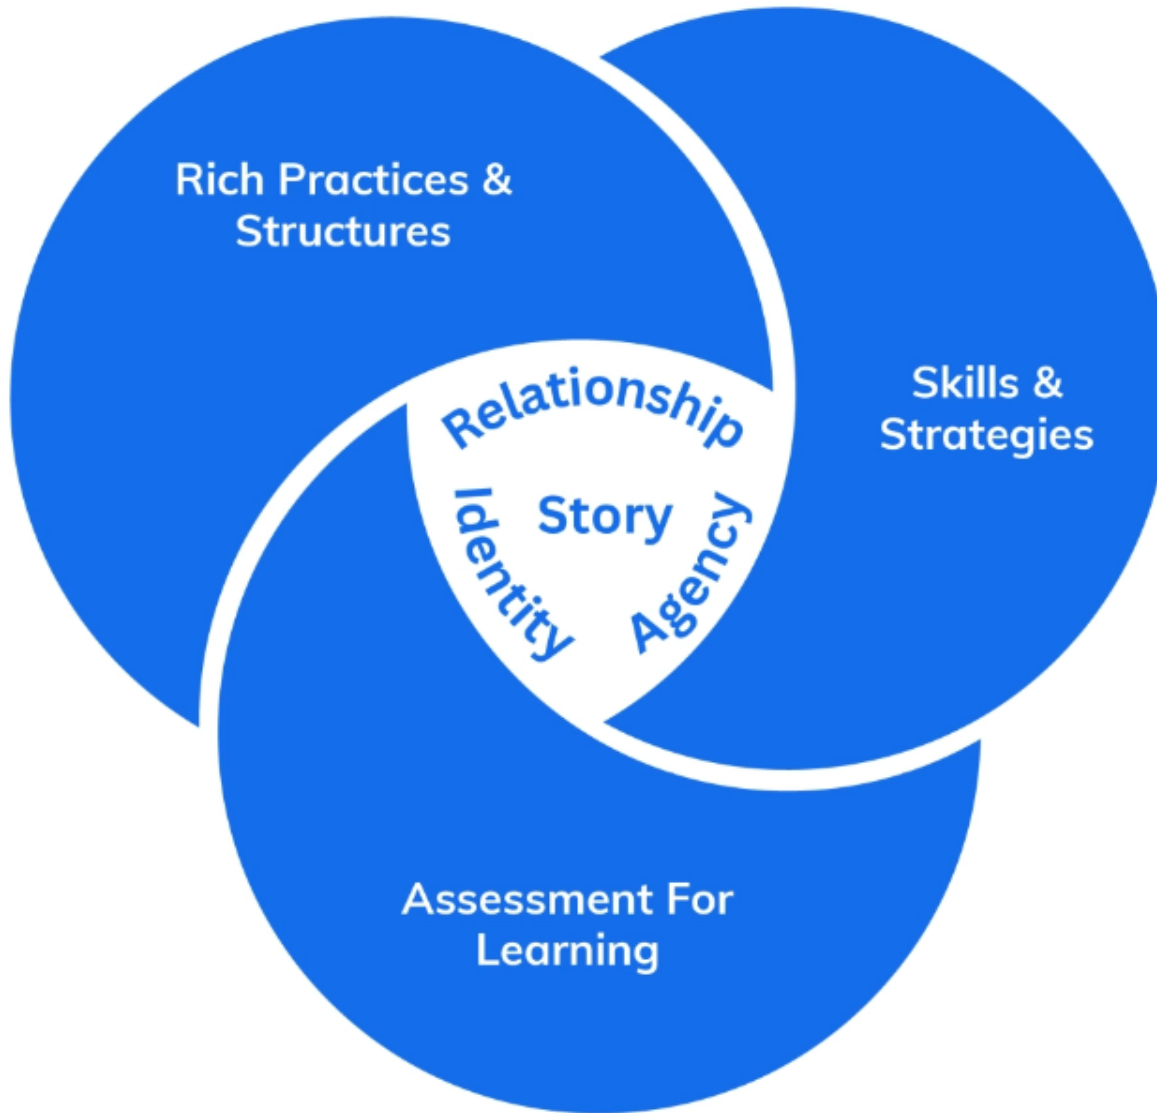 Rich Practices &
Structures
Skills &
Strategies
Relationship
Story
Identity
Agency
Assessment For
Learning